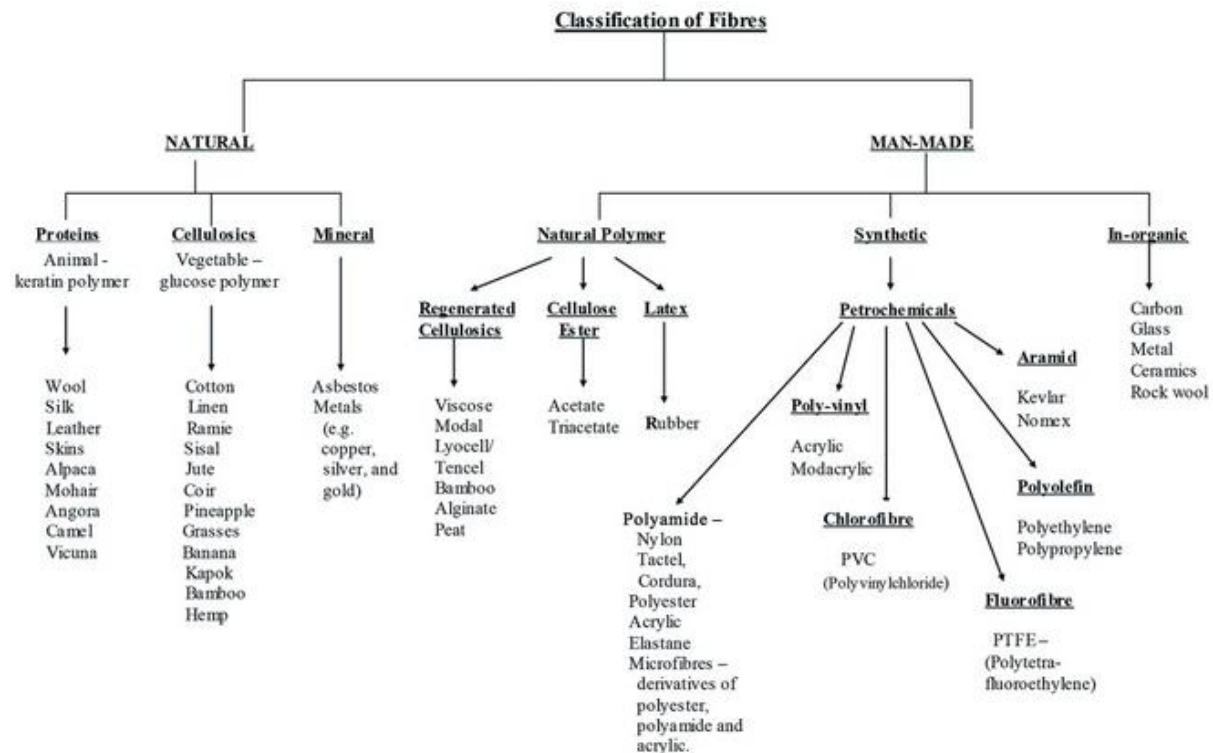 Classification of Fibres
NATURAL
MAN-MADE
Proteins
Animal -
keratin polymer
Wool
Silk
Leather
Skins
Alpaca
Mohair
Angora
Camel
Vicuna
Cellulosics
Vegetable –
glucose polymer
Cotton
Linen
Ramie
Sisal
Jute
Coir
Pineapple
Grasses
Banana
Kapok
Bamboo
Hemp
Mineral
Asbestos
Metals
(e.g.
copper,
silver, and
gold)
Natural Polymer
Regenerated
Cellulosics
Viscose
Modal
Lyocell/
Tencel
Bamboo
Alginate
Peat
Cellulose
Ester
Acetate
Triacetate
Latex
Rubber
Synthetic
Petrochemicals
Polyamide –
Nylon
Tactel,
Cordura,
Polyester
Acrylic
Elastane
Microfibres –
derivatives of
polyester,
polyamide and
acrylic.
Poly-vinyl
Acrylic
Modacrylic
Chlorofibre
PVC
(Polyvinylchloride)
Fluorofibre
PTFE –
(Polytetra-
fluoroethylene)
Polyolefin
Polyethylene
Polypropylene
Aramid
Kevlar
Nomex
In-organic
Carbon
Glass
Metal
Ceramics
Rock wool